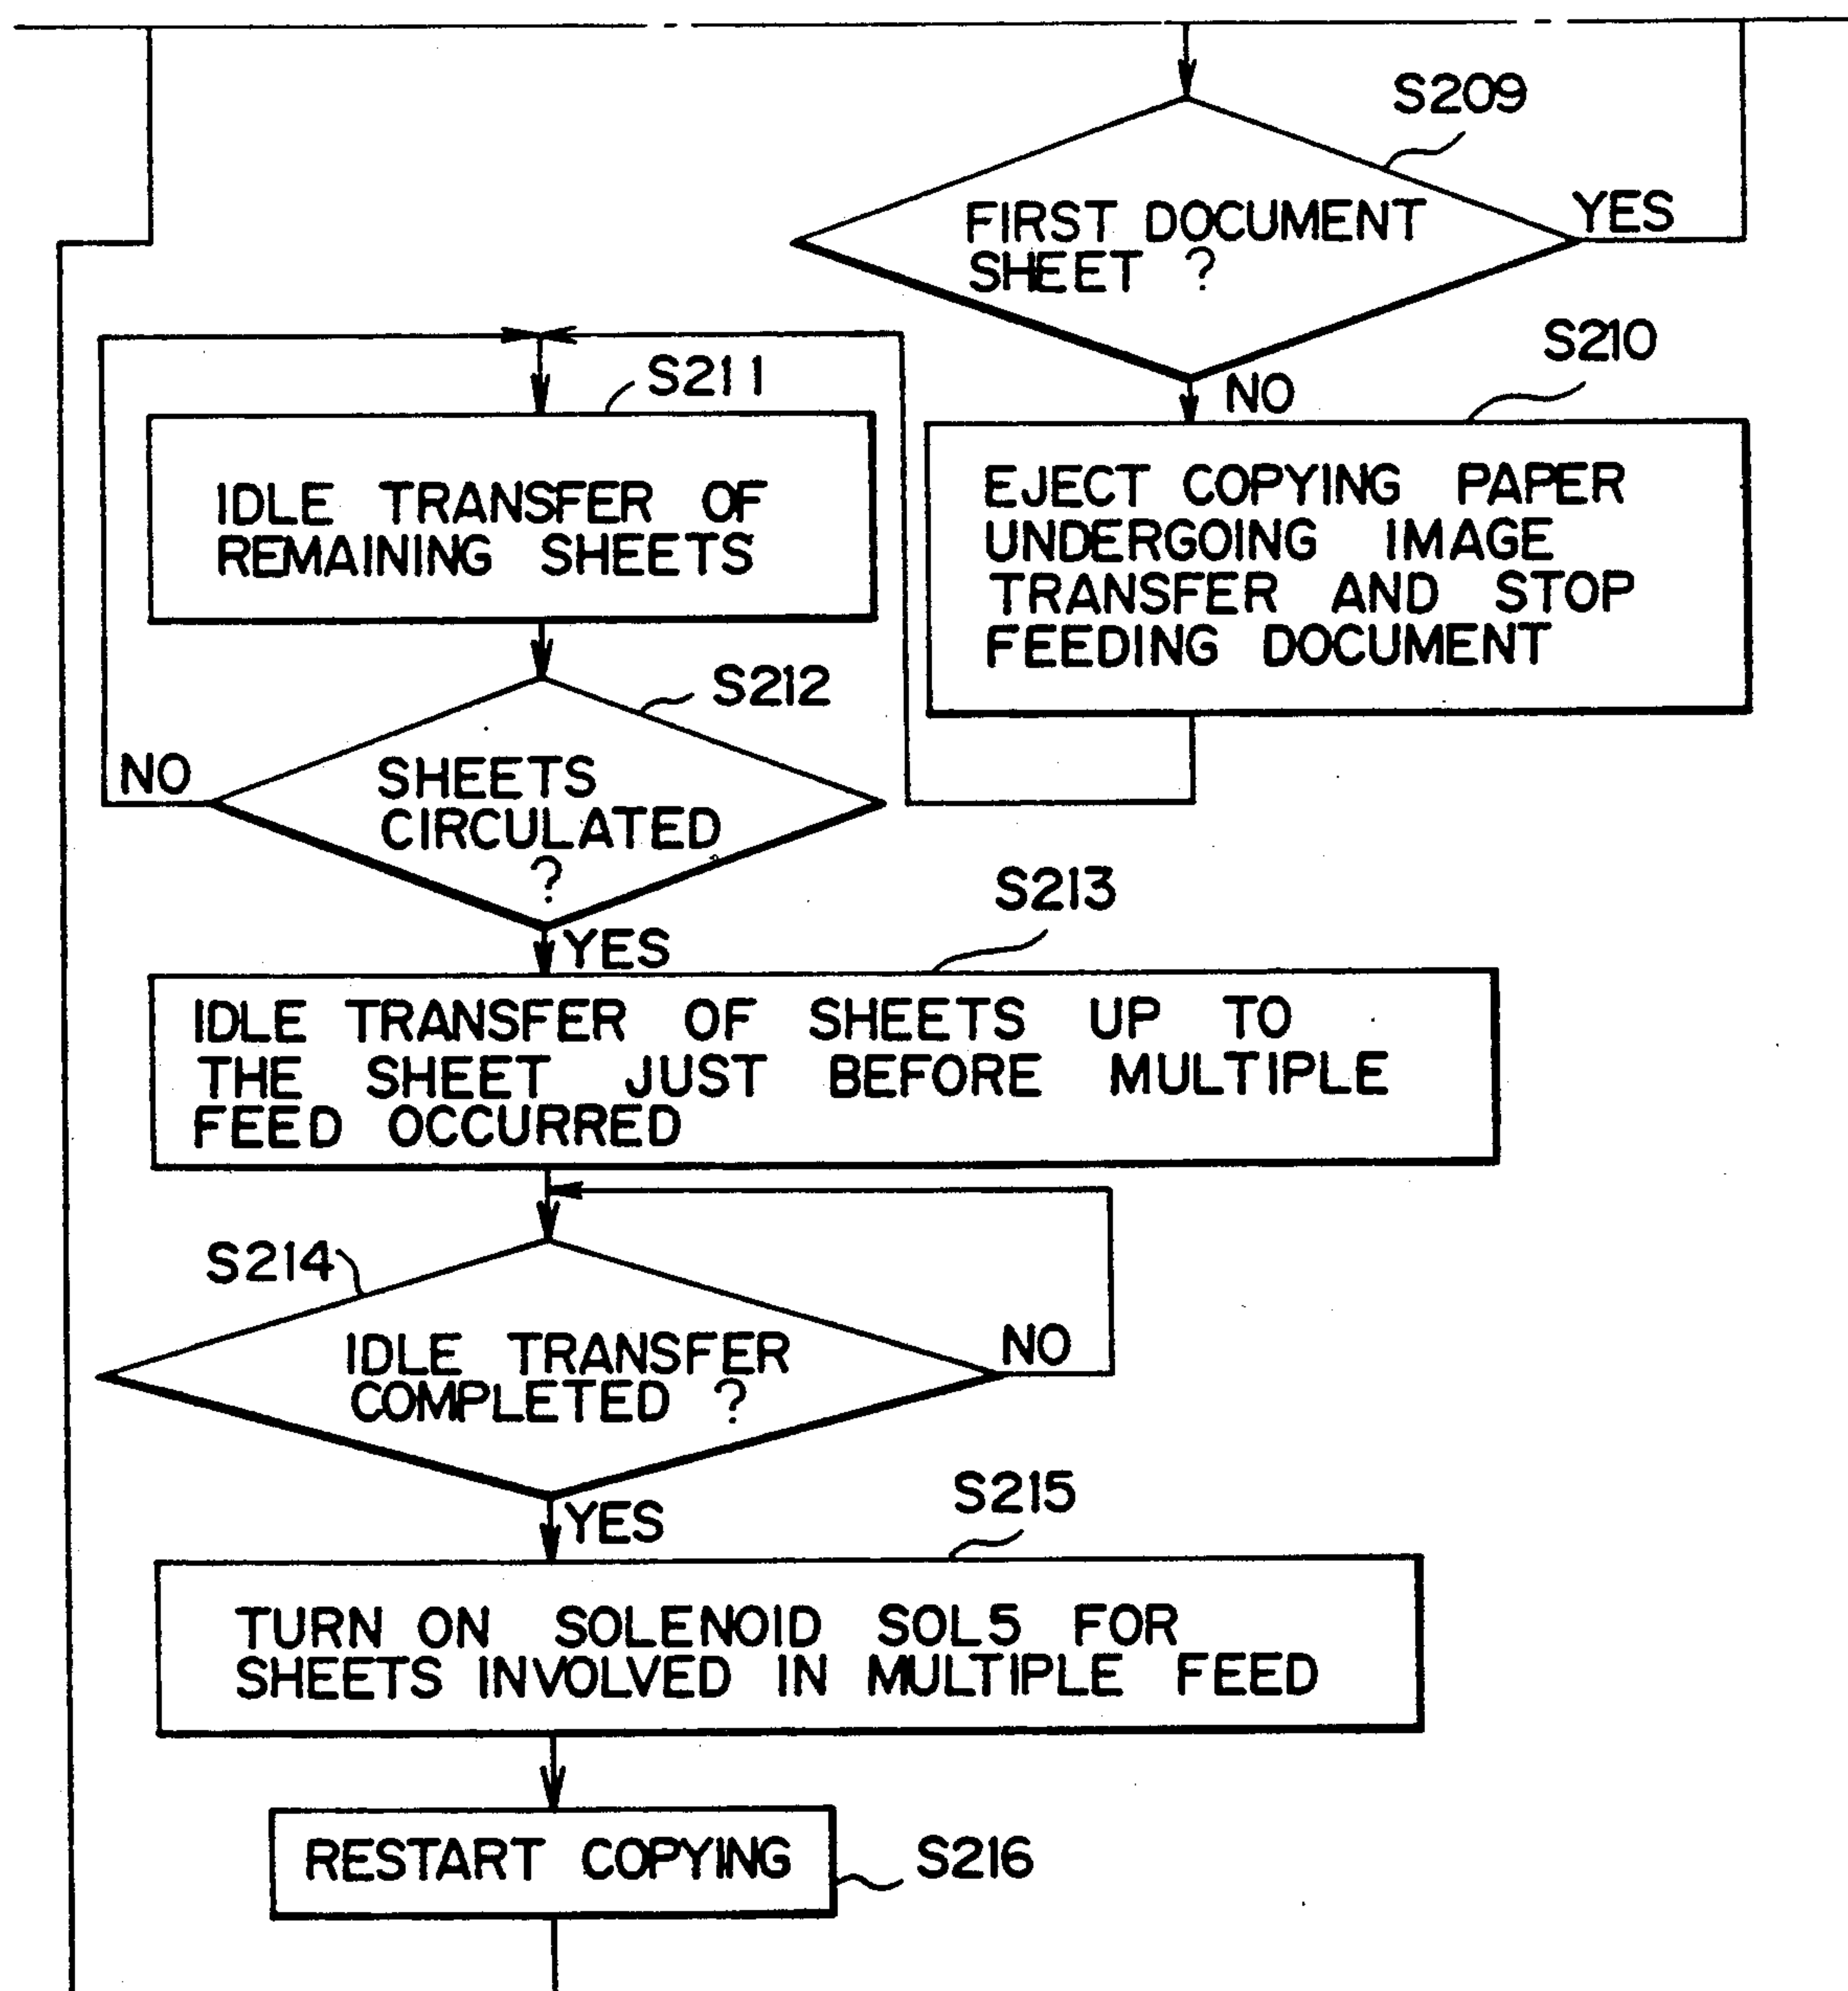 S209
FIRST DOCUMENT
SHEET ?
YES
NO
S210
EJECT COPYING PAPER
UNDERGOING IMAGE
TRANSFER AND STOP
FEEDING DOCUMENT
S211
IDLE TRANSFER OF
REMAINING SHEETS
S212
SHEETS
CIRCULATED
?
NO
YES
S213
IDLE TRANSFER OF SHEETS UP TO
THE SHEET JUST BEFORE MULTIPLE
FEED OCCURRED
S214
IDLE TRANSFER
COMPLETED ?
NO
YES
S215
TURN ON SOLENOID SOL5 FOR
SHEETS INVOLVED IN MULTIPLE FEED
RESTART COPYING
S216